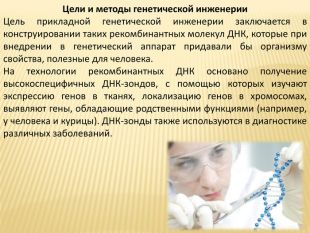 Цели и методы генетической инженерии
Цель прикладной генетической инженерии заключается в
конструировании таких рекомбинантных молекул ДНК, которые при
внедрении в генетический аппарат придавали бы организму
свойства, полезные для человека.
На технологии рекомбинантных ДНК основано получение
высокоспецифичных ДНК-зондов, с помощью которых изучают
экспрессию генов в тканях, локализацию генов в хромосомах,
выявляют гены, обладающие родственными функциями (например,
у человека и курицы). ДНК-зонды также используются в диагностике
различных заболеваний.